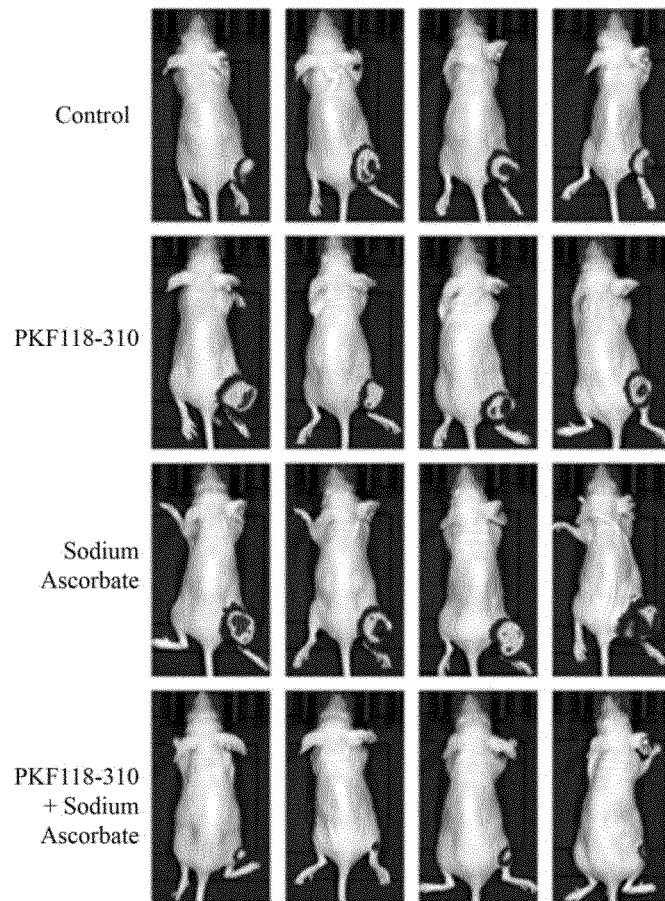 Control
PKF118-310
Sodium
Ascorbate
PKF118-310
+ Sodium
Ascorbate